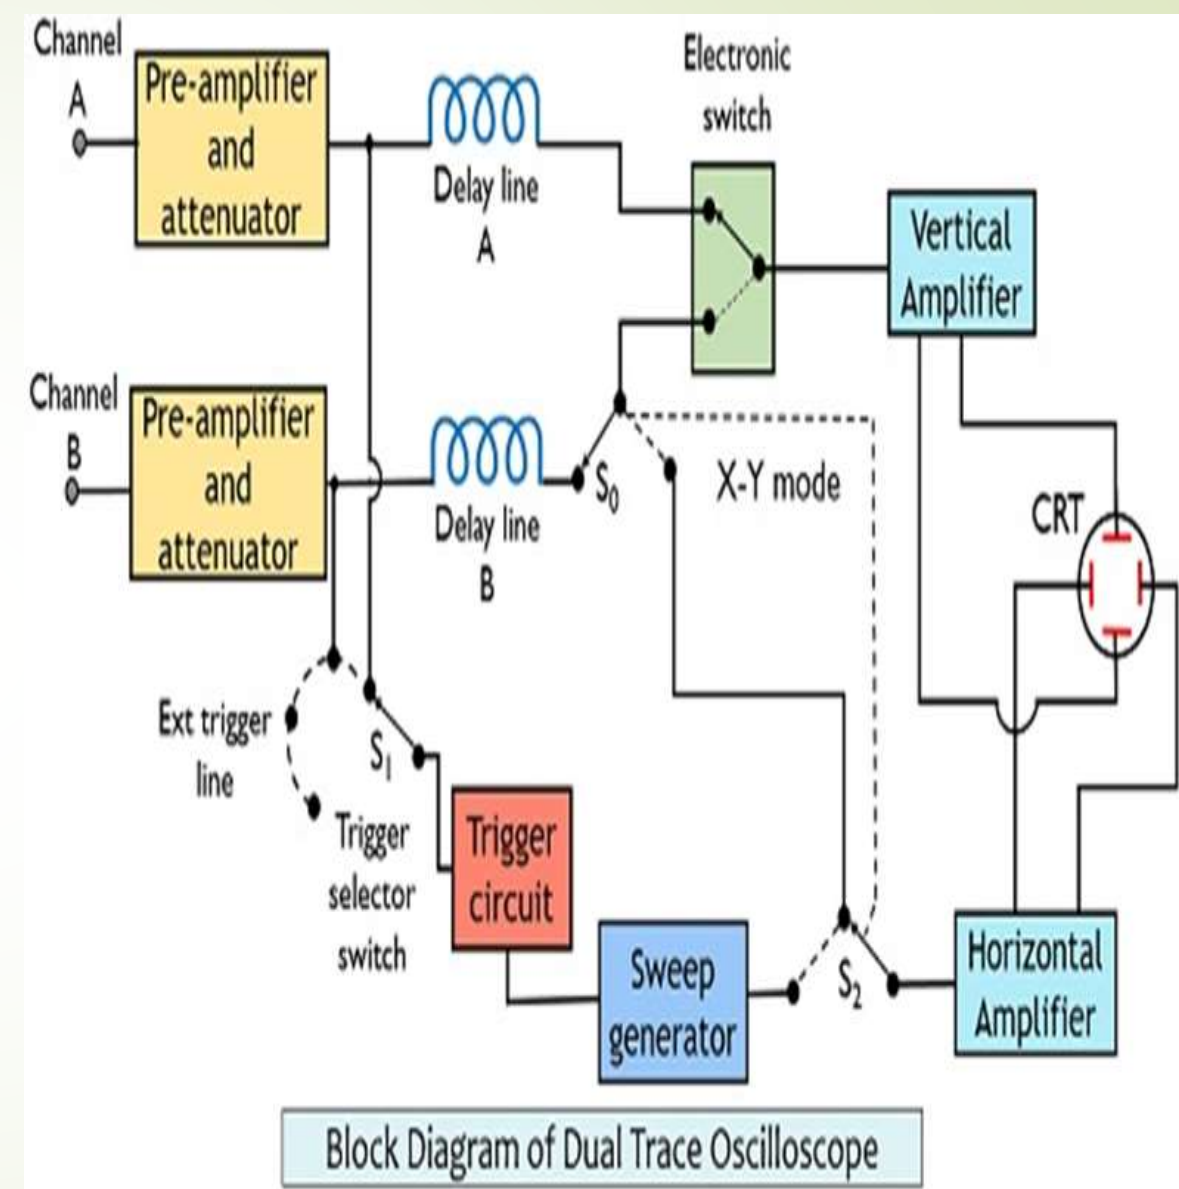 Channel
A
Pre-amplifier
and
attenuator
Delay line
A
Electronic
switch
Vertical
Amplifier
Channel
B
Pre-amplifier
and
attenuator
Delay line
B
S0
X-Y mode
CRT
Ext trigger
line
S1
Trigger
selector
switch
Trigger
circuit
Sweep
generator
S2
Horizontal
Amplifier
Block Diagram of Dual Trace Oscilloscope